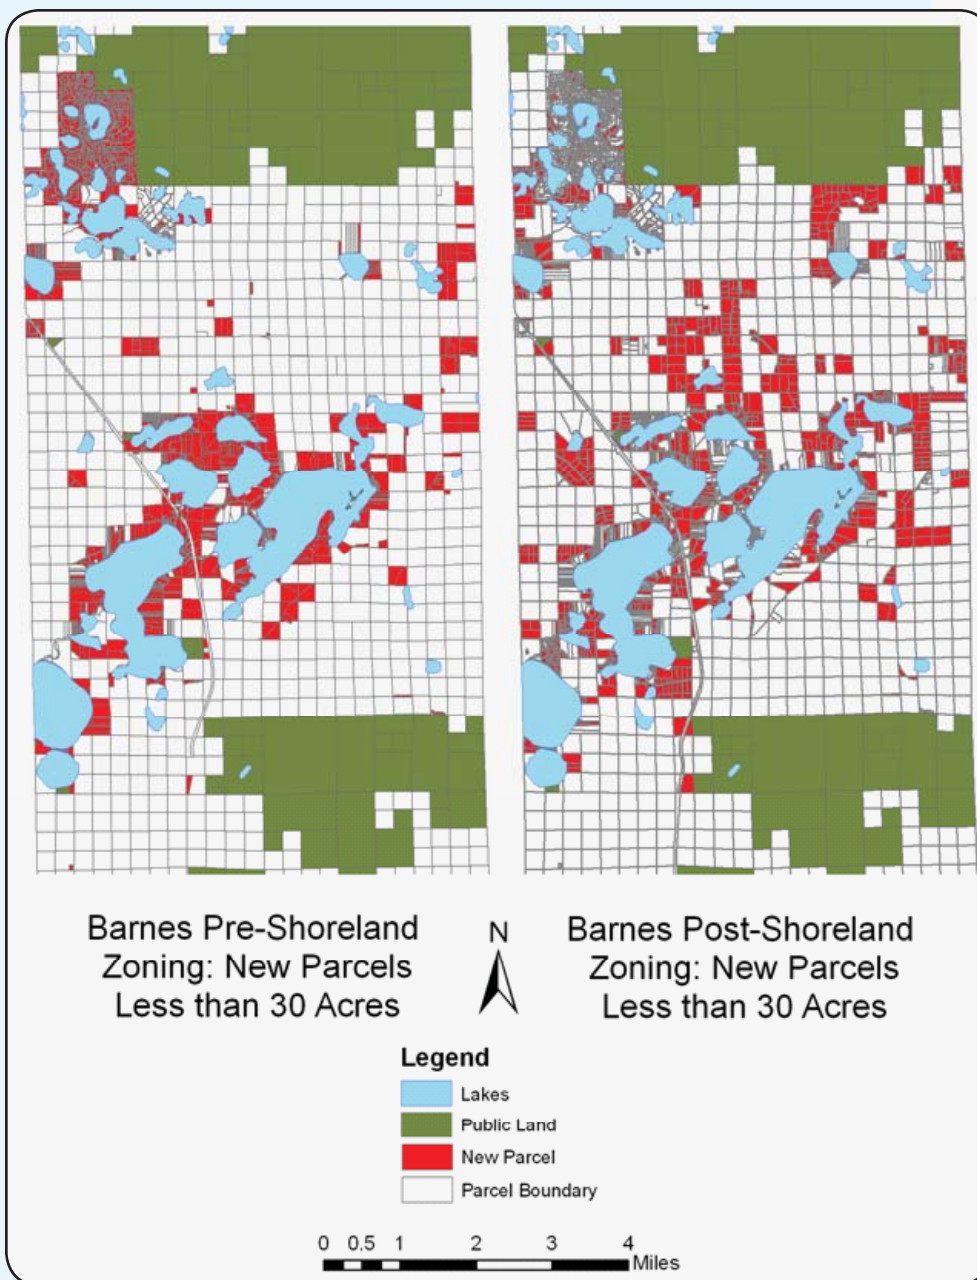 Barnes Pre-Shoreland
Zoning: New Parcels
Less than 30 Acres
N
Barnes Post-Shoreland
Zoning: New Parcels
Less than 30 Acres
Legend
Lakes
Public Land
New Parcel
Parcel Boundary
0 0.5 1 2 3 4
Miles